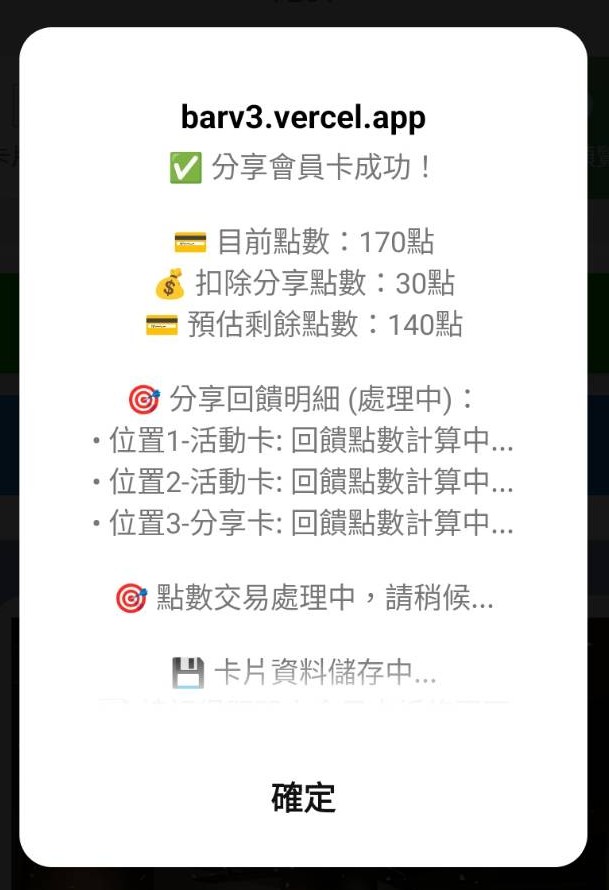 barv3.vercel.app
✅ 分享會員卡成功！
💳 目前點數：170點
💰 扣除分享點數：30點
💳 預估剩餘點數：140點
🎯 分享回饋明細 (處理中)：
• 位置1-活動卡: 回饋點數計算中...
• 位置2-活動卡: 回饋點數計算中...
• 位置3-分享卡: 回饋點數計算中...
🎯 點數交易處理中，請稍候...
💾 卡片資料儲存中...
確定